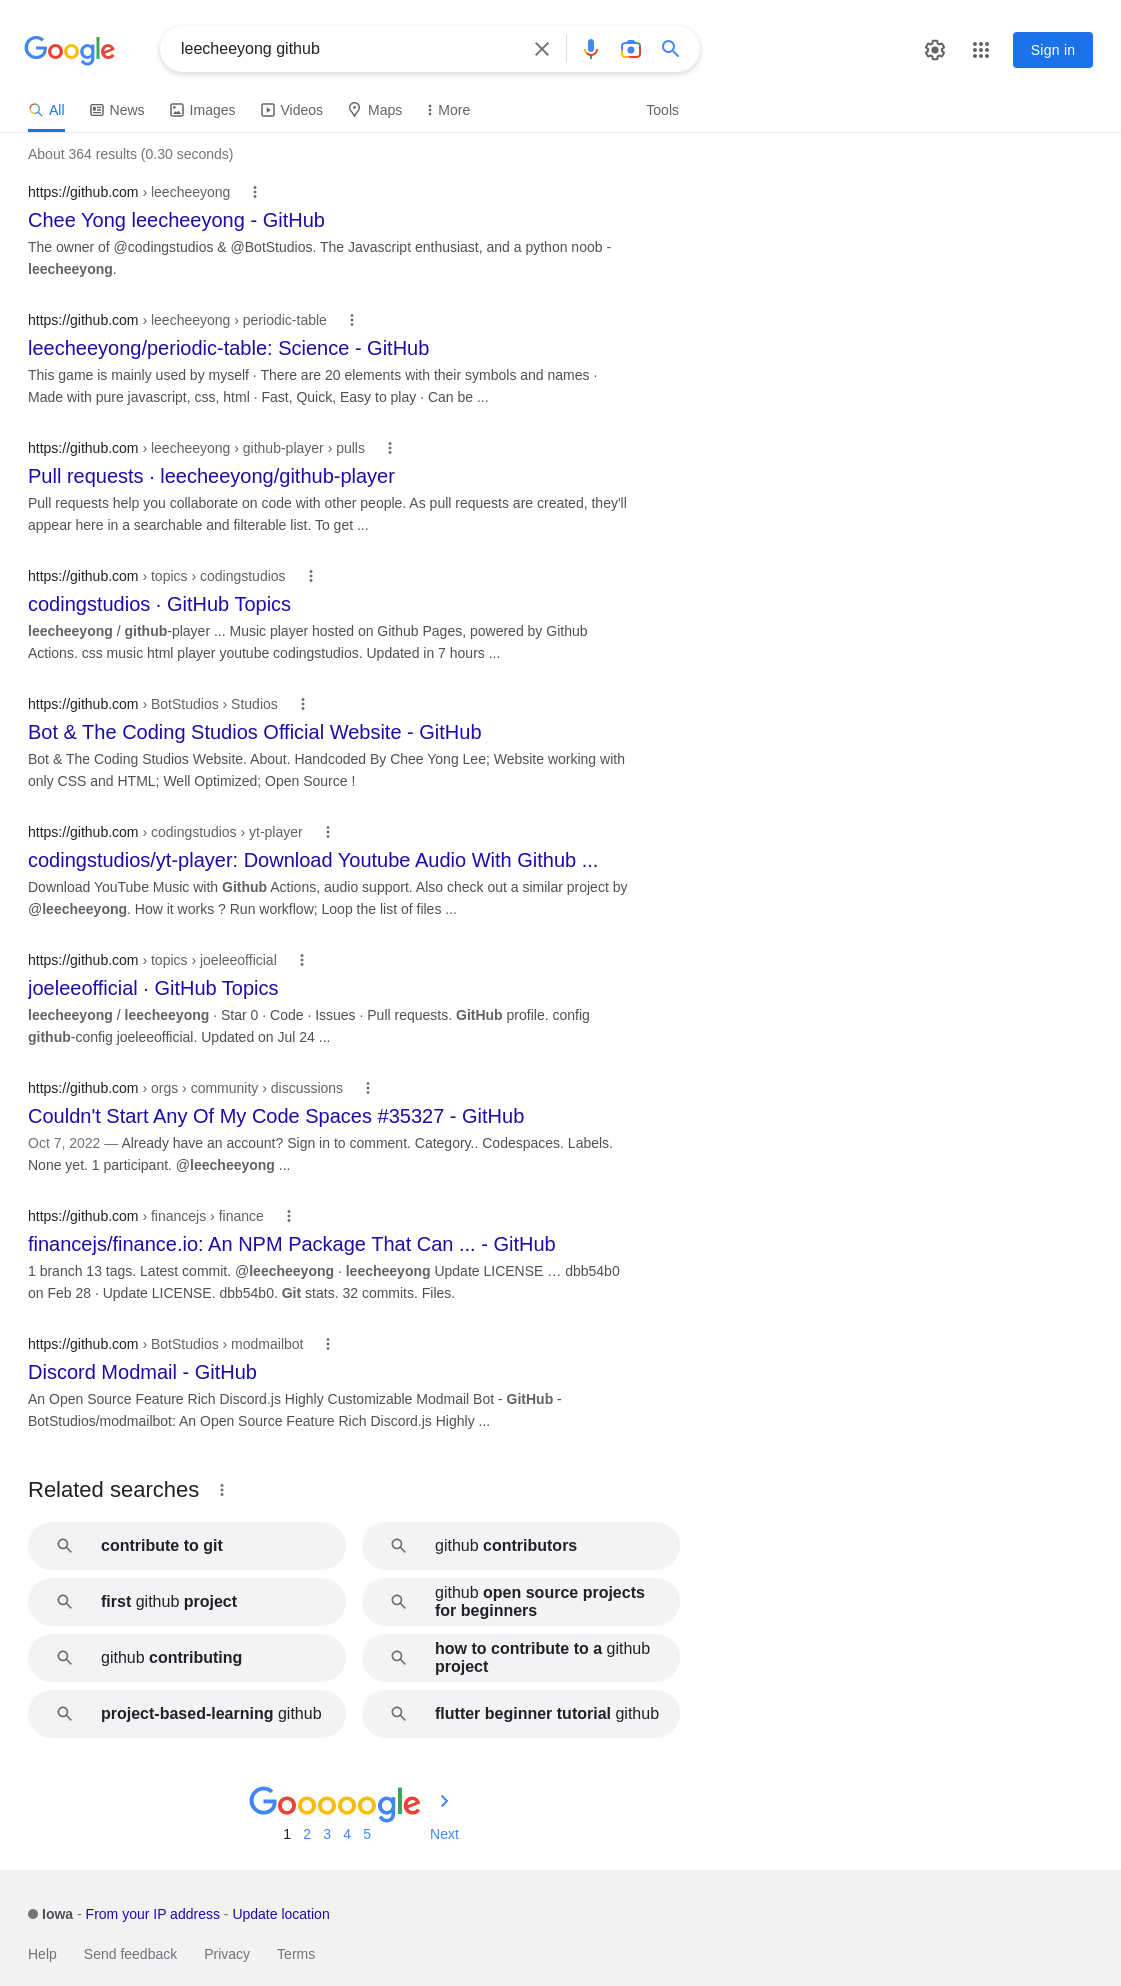 Google
leecheeyong github
Sign in
All News Images Videos Maps More Tools
About 364 results (0.30 seconds)
https://github.com › leecheeyong
Chee Yong leecheeyong - GitHub
The owner of @codingstudios & @BotStudios. The Javascript enthusiast, and a python noob -
leecheeyong.
https://github.com › leecheeyong › periodic-table
leecheeyong/periodic-table: Science - GitHub
This game is mainly used by myself · There are 20 elements with their symbols and names ·
Made with pure javascript, css, html · Fast, Quick, Easy to play · Can be ...
https://github.com › leecheeyong › github-player › pulls
Pull requests · leecheeyong/github-player
Pull requests help you collaborate on code with other people. As pull requests are created, they'll
appear here in a searchable and filterable list. To get ...
https://github.com › topics › codingstudios
codingstudios · GitHub Topics
leecheeyong / github-player ... Music player hosted on Github Pages, powered by Github
Actions. css music html player youtube codingstudios. Updated in 7 hours ...
https://github.com › BotStudios › Studios
Bot & The Coding Studios Official Website - GitHub
Bot & The Coding Studios Website. About. Handcoded By Chee Yong Lee; Website working with
only CSS and HTML; Well Optimized; Open Source !
https://github.com › codingstudios › yt-player
codingstudios/yt-player: Download Youtube Audio With Github ...
Download YouTube Music with Github Actions, audio support. Also check out a similar project by
@leecheeyong. How it works ? Run workflow; Loop the list of files ...
https://github.com › topics › joeleeofficial
joeleeofficial · GitHub Topics
leecheeyong / leecheeyong · Star 0 · Code · Issues · Pull requests. GitHub profile. config
github-config joeleeofficial. Updated on Jul 24 ...
https://github.com › orgs › community › discussions
Couldn't Start Any Of My Code Spaces #35327 - GitHub
Oct 7, 2022 — Already have an account? Sign in to comment. Category.. Codespaces. Labels.
None yet. 1 participant. @leecheeyong ...
https://github.com › financejs › finance
financejs/finance.io: An NPM Package That Can ... - GitHub
1 branch 13 tags. Latest commit. @leecheeyong · leecheeyong Update LICENSE … dbb54b0
on Feb 28 · Update LICENSE. dbb54b0. Git stats. 32 commits. Files.
https://github.com › BotStudios › modmailbot
Discord Modmail - GitHub
An Open Source Feature Rich Discord.js Highly Customizable Modmail Bot - GitHub -
BotStudios/modmailbot: An Open Source Feature Rich Discord.js Highly ...
Related searches
contribute to git
github contributors
first github project
github open source projects
for beginners
github contributing
how to contribute to a github
project
project-based-learning github
flutter beginner tutorial github
Gooooogle
1 2 3 4 5 Next
Iowa - From your IP address - Update location
Help Send feedback Privacy Terms